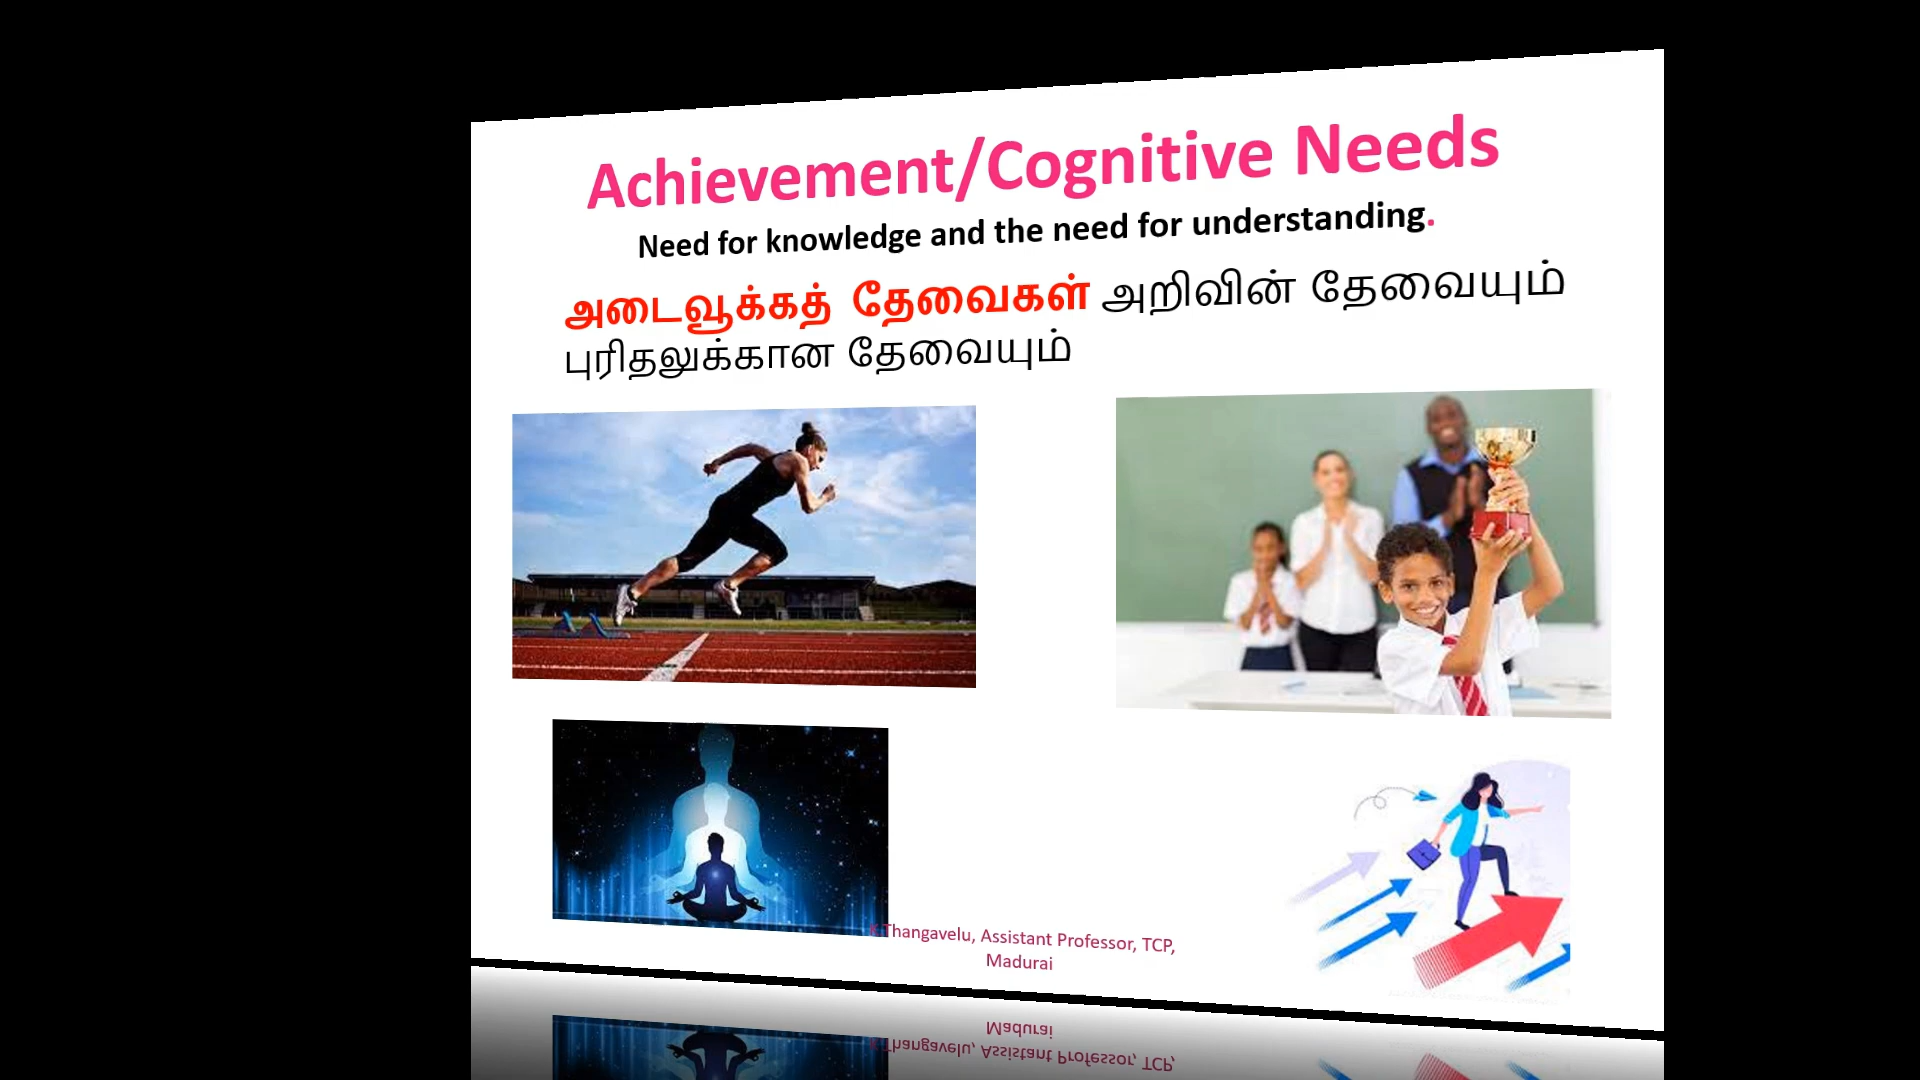 Achievement/Cognitive Needs
Need for knowledge and the need for understanding.
அடைவூக்கத் தேவைகள் அறிவின் தேவையும்
புரிதலுக்கான தேவையும்
K Thangavelu, Assistant Professor, TCP,
Madurai